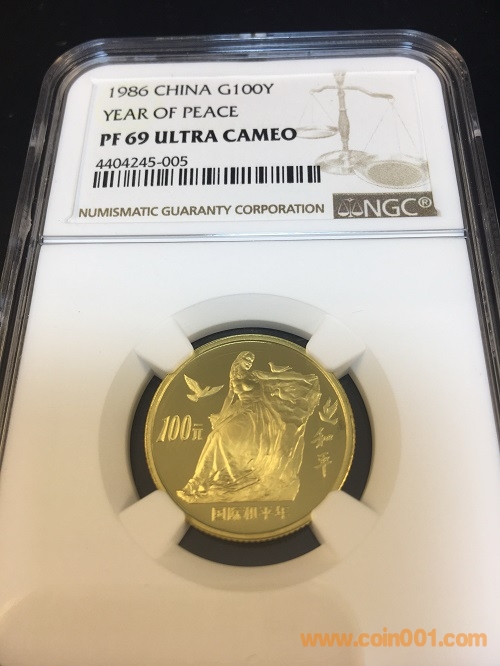 1986 CHINA G100Y
YEAR OF PEACE
PF 69 ULTRA CAMEO
4404245-005
NUMISMATIC GUARANTY CORPORATION NGC®
100元
和平
国际和平年
www.coin001.com